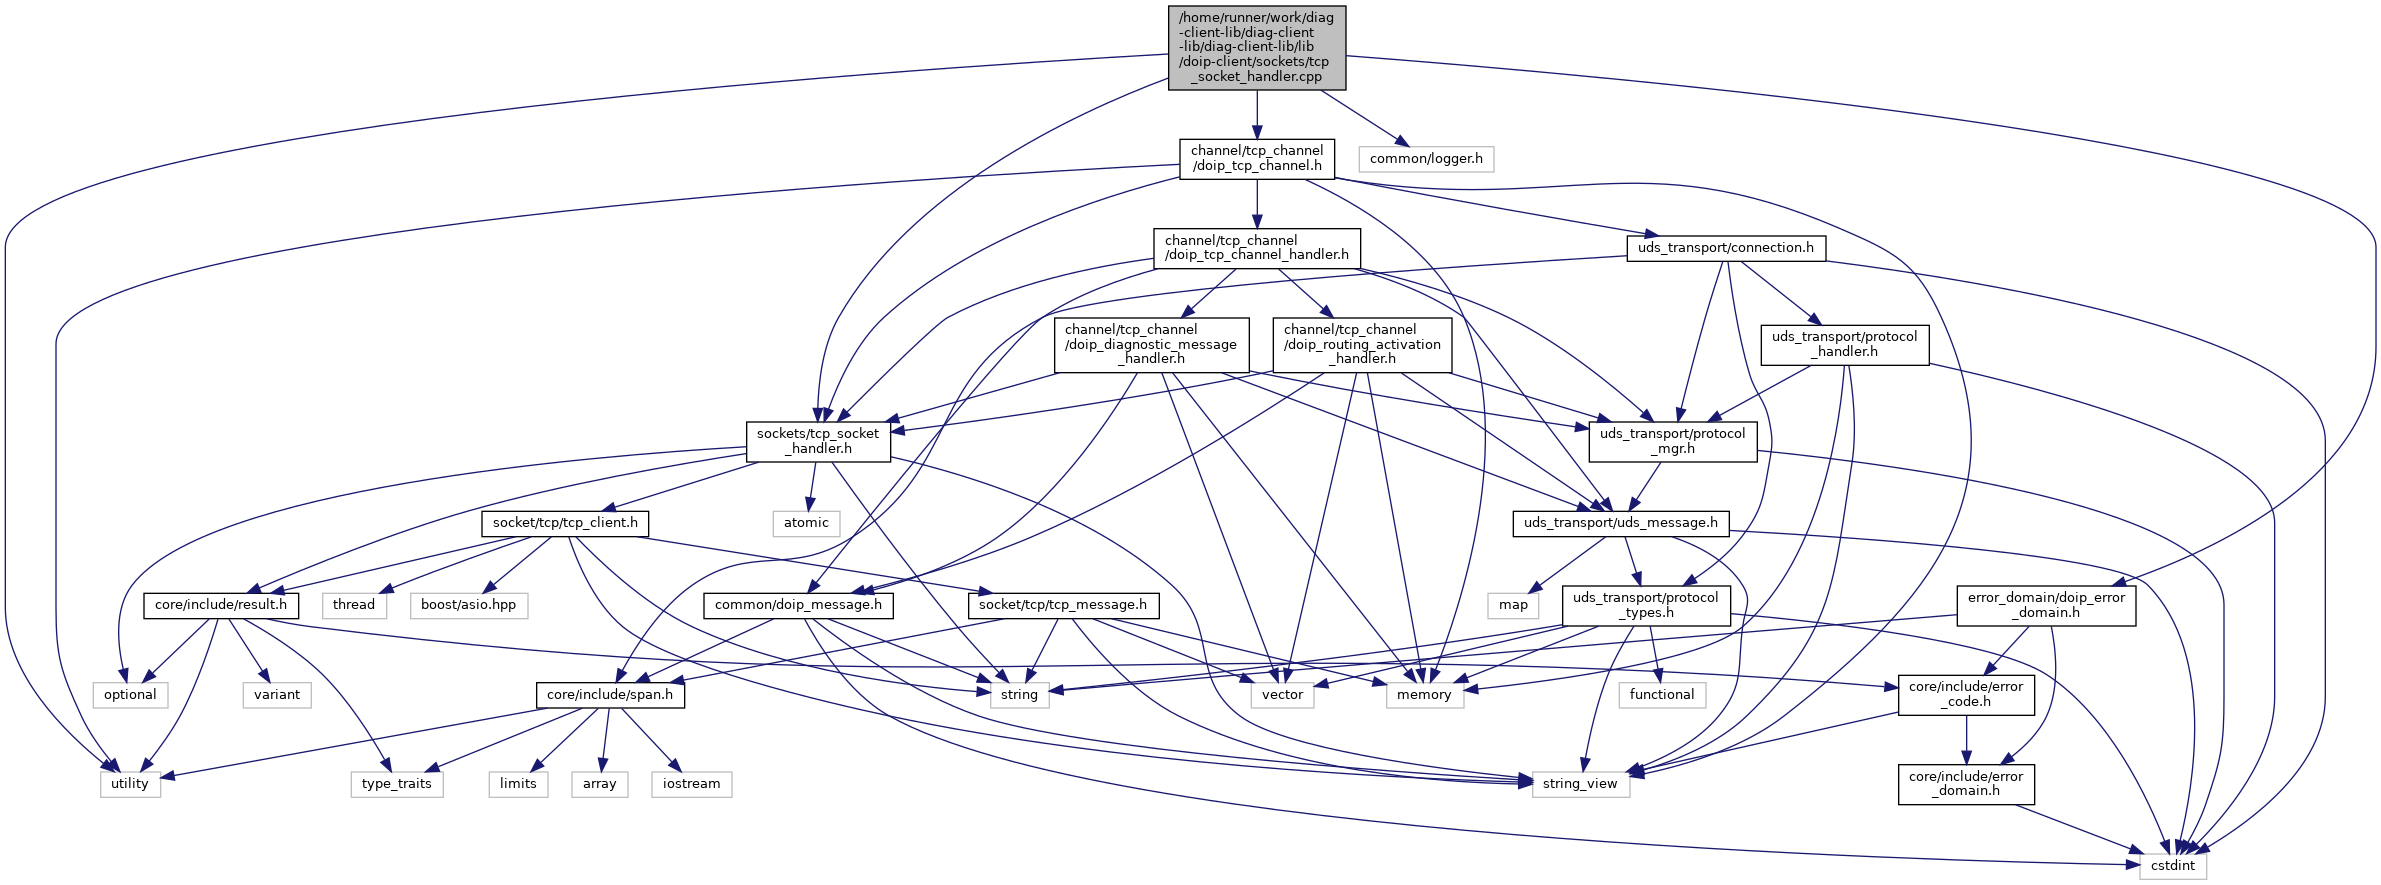 /home/runner/work/diag
-client-lib/diag-client
-lib/diag-client-lib/lib
/doip-client/sockets/tcp
_socket_handler.cpp
channel/tcp_channel
/doip_tcp_channel.h
common/logger.h
channel/tcp_channel
/doip_tcp_channel_handler.h
uds_transport/connection.h
channel/tcp_channel
/doip_diagnostic_message
_handler.h
channel/tcp_channel
/doip_routing_activation
_handler.h
uds_transport/protocol
_handler.h
sockets/tcp_socket
_handler.h
uds_transport/protocol
_mgr.h
socket/tcp/tcp_client.h
atomic
uds_transport/uds_message.h
core/include/result.h
thread
boost/asio.hpp
common/doip_message.h
socket/tcp/tcp_message.h
map
uds_transport/protocol
_types.h
error_domain/doip_error
_domain.h
optional
variant
core/include/span.h
string
vector
memory
functional
core/include/error
_code.h
utility
type_traits
limits
array
iostream
string_view
core/include/error
_domain.h
cstdint